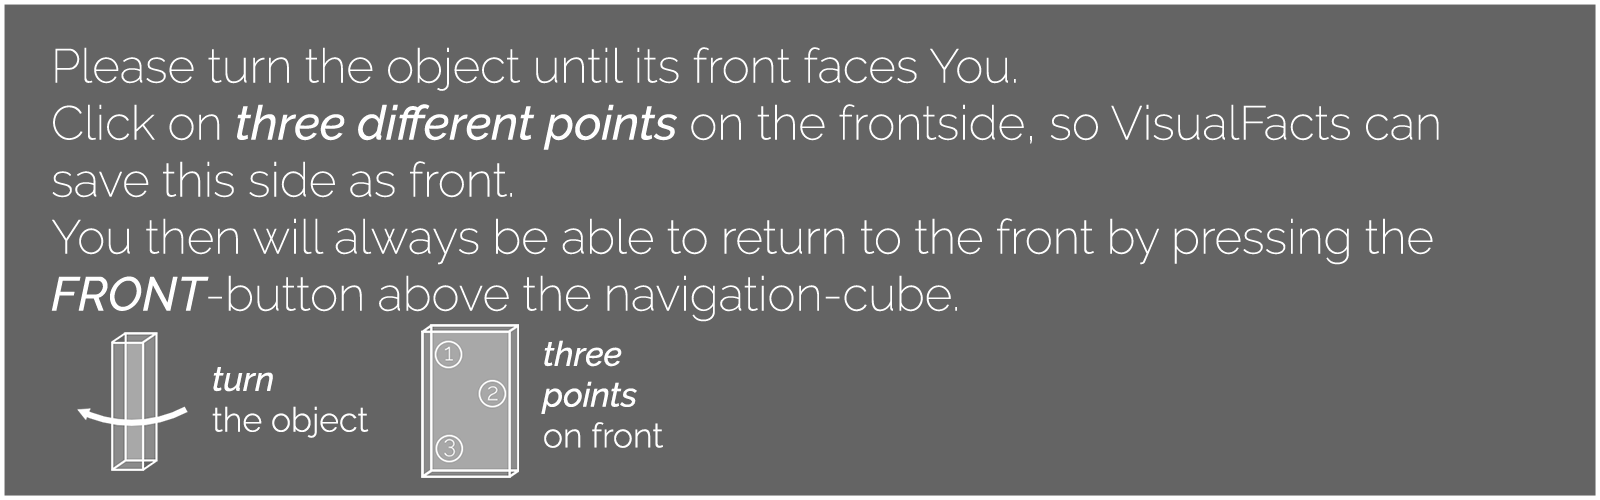 Please turn the object until its front faces You.
Click on three different points on the frontside, so VisualFacts can
save this side as front.
You then will always be able to return to the front by pressing the
FRONT-button above the navigation-cube.
turn
the object
1
2
3
three
points
on front